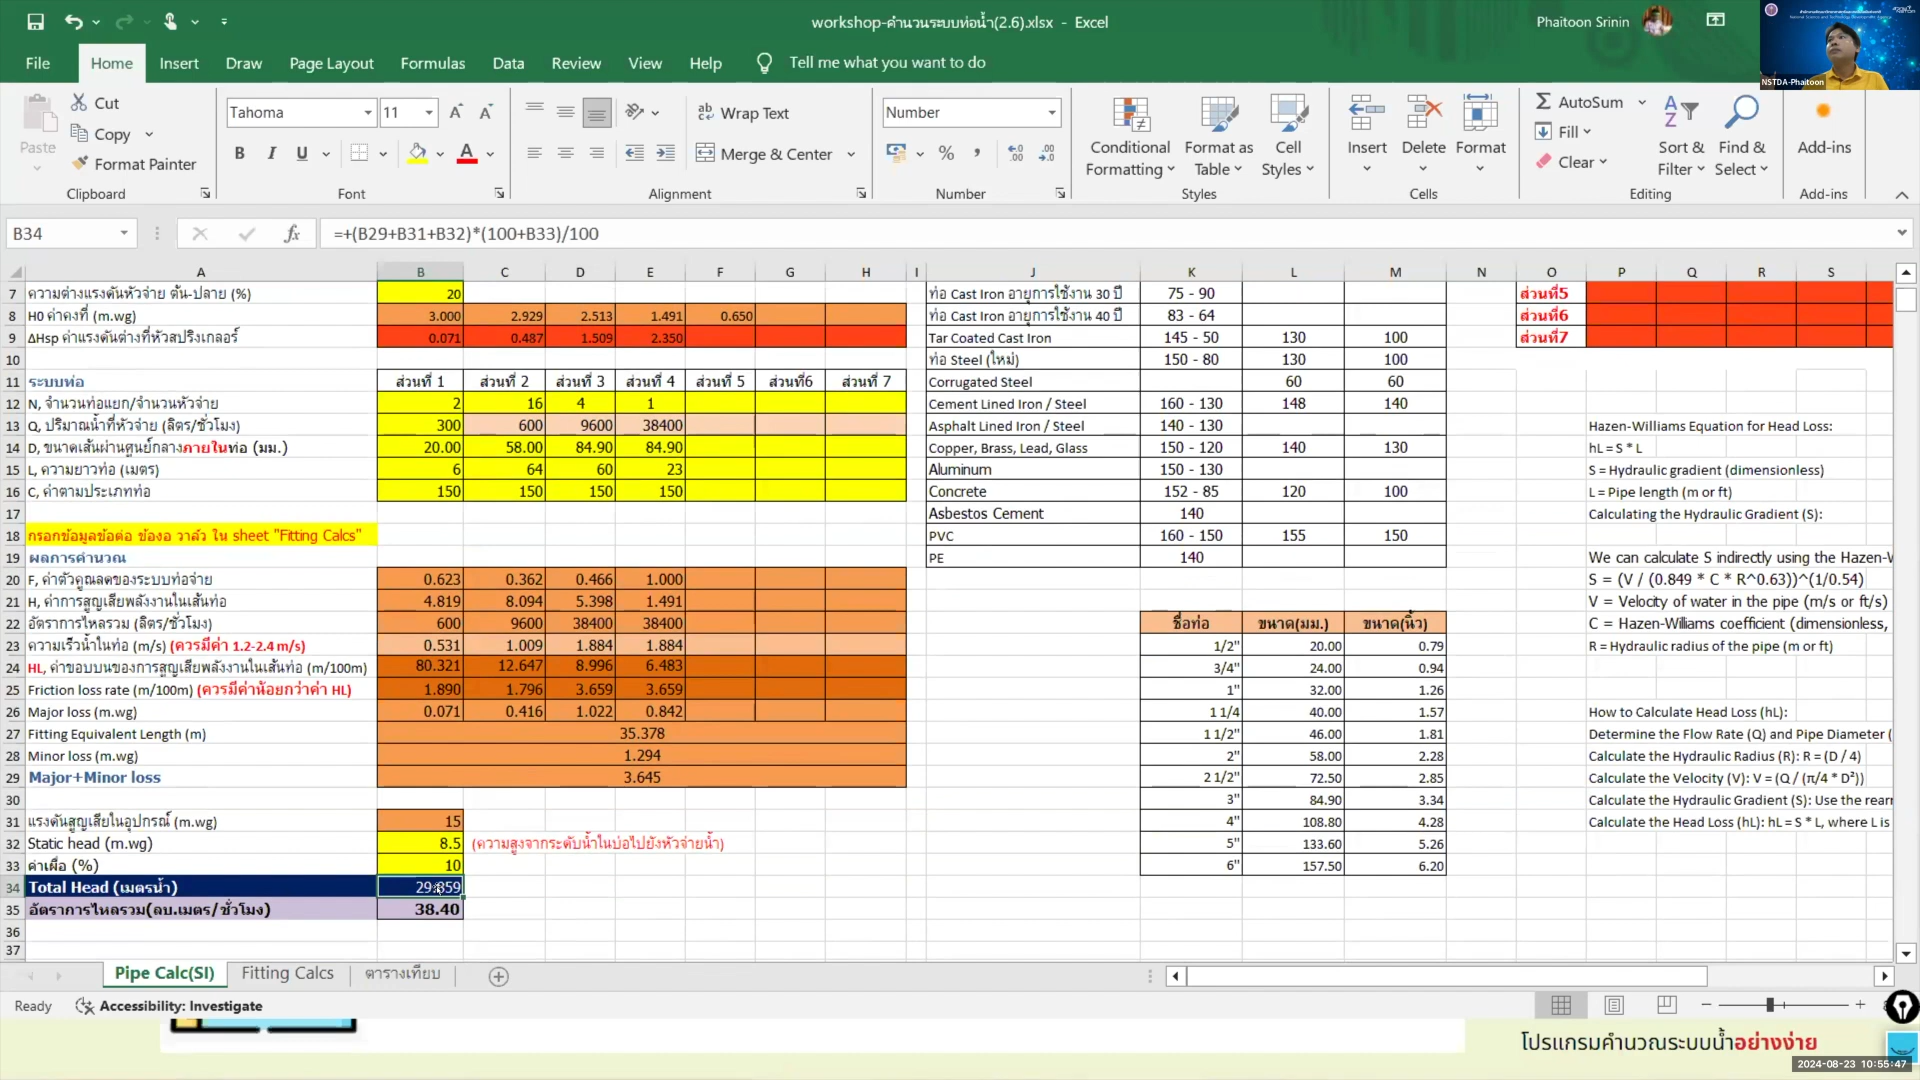 workshop-คำนวนระบบท่อน้ำ(2.6).xlsx - Excel
Phaitoon Srinin
NSTDA-Phaitoon
File Home Insert Draw Page Layout Formulas Data Review View Help Tell me what you want to do
Paste Cut Copy Format Painter Clipboard
Tahoma 11 B I U Font
Wrap Text Merge & Center Alignment
Number % Number
Conditional Formatting Format as Table Cell Styles Styles
Insert Delete Format Cells
AutoSum Fill Clear Sort & Filter Find & Select Editing
Add-ins Add-ins
B34 fx =+(B29+B31+B32)*(100+B33)/100
A B C D E F G H I J K L M N O P Q R S
7 ความต่างแรงดันหัวจ่าย ต้น-ปลาย (%) 20 ท่อ Cast Iron อายุการใช้งาน 30 ปี 75 - 90 ส่วนที่5
8 H0 ค่าคงที่ (m.wg) 3.000 2.929 2.513 1.491 0.650 ท่อ Cast Iron อายุการใช้งาน 40 ปี 83 - 64 ส่วนที่6
9 ΔHsp ค่าแรงดันต่างที่หัวสปริงเกลอร์ 0.071 0.487 1.509 2.350 Tar Coated Cast Iron 145 - 50 130 100 ส่วนที่7
10 ท่อ Steel (ใหม่) 150 - 80 130 100
11 ระบบท่อ ส่วนที่ 1 ส่วนที่ 2 ส่วนที่ 3 ส่วนที่ 4 ส่วนที่ 5 ส่วนที่6 ส่วนที่ 7 Corrugated Steel 60 60
12 N, จำนวนท่อแยก/จำนวนหัวจ่าย 2 16 4 1 Cement Lined Iron / Steel 160 - 130 148 140
13 Q, ปริมาณน้ำที่หัวจ่าย (ลิตร/ชั่วโมง) 300 600 9600 38400 Asphalt Lined Iron / Steel 140 - 130 Hazen-Williams Equation for Head Loss:
14 D, ขนาดเส้นผ่านศูนย์กลางภายในท่อ (มม.) 20.00 58.00 84.90 84.90 Copper, Brass, Lead, Glass 150 - 120 140 130 hL = S * L
15 L, ความยาวท่อ (เมตร) 6 64 60 23 Aluminum 150 - 130 S = Hydraulic gradient (dimensionless)
16 C, ค่าตามประเภทท่อ 150 150 150 150 Concrete 152 - 85 120 100 L = Pipe length (m or ft)
17 Asbestos Cement 140 Calculating the Hydraulic Gradient (S):
18 กรอกข้อมูลข้อต่อ ข้องอ วาล์ว ใน sheet "Fitting Calcs" PVC 160 - 150 155 150
19 ผลการคำนวณ PE 140 We can calculate S indirectly using the Hazen-W
20 F, ค่าตัวคูณลดของระบบท่อจ่าย 0.623 0.362 0.466 1.000 S = (V / (0.849 * C * R^0.63))^(1/0.54)
21 H, ค่าการสูญเสียพลังงานในเส้นท่อ 4.819 8.094 5.398 1.491 V = Velocity of water in the pipe (m/s or ft/s)
22 อัตราการไหลรวม (ลิตร/ชั่วโมง) 600 9600 38400 38400 ชื่อท่อ ขนาด(มม.) ขนาด(นิ้ว) C = Hazen-Williams coefficient (dimensionless,
23 ความเร็วน้ำในท่อ (m/s) (ควรมีค่า 1.2-2.4 m/s) 0.531 1.009 1.884 1.884 1/2" 20.00 0.79 R = Hydraulic radius of the pipe (m or ft)
24 HL, ค่าขอบบนของการสูญเสียพลังงานในเส้นท่อ (m/100m) 80.321 12.647 8.996 6.483 3/4" 24.00 0.94
25 Friction loss rate (m/100m) (ควรมีค่าน้อยกว่าค่า HL) 1.890 1.796 3.659 3.659 1" 32.00 1.26
26 Major loss (m.wg) 0.071 0.416 1.022 0.842 1 1/4 40.00 1.57 How to Calculate Head Loss (hL):
27 Fitting Equivalent Length (m) 35.378 1 1/2" 46.00 1.81 Determine the Flow Rate (Q) and Pipe Diameter (
28 Minor loss (m.wg) 1.294 2" 58.00 2.28 Calculate the Hydraulic Radius (R): R = (D / 4)
29 Major+Minor loss 3.645 2 1/2" 72.50 2.85 Calculate the Velocity (V): V = (Q / (π/4 * D²))
30 3" 84.90 3.34 Calculate the Hydraulic Gradient (S): Use the rear
31 แรงดันสูญเสียในอุปกรณ์ (m.wg) 15 4" 108.80 4.28 Calculate the Head Loss (hL): hL = S * L, where L is
32 Static head (m.wg) 8.5 (ความสูงจากระดับน้ำในบ่อไปยังหัวจ่ายน้ำ) 5" 133.60 5.26
33 ค่าเผื่อ (%) 10 6" 157.50 6.20
34 Total Head (เมตรน้ำ) 29.859
35 อัตราการไหลรวม(ลบ.เมตร/ชั่วโมง) 38.40
36
37
Pipe Calc(SI) Fitting Calcs ตารางเทียบ
Ready Accessibility: Investigate
โปรแกรมคำนวณระบบน้ำอย่างง่าย
2024-08-23 10:55:47